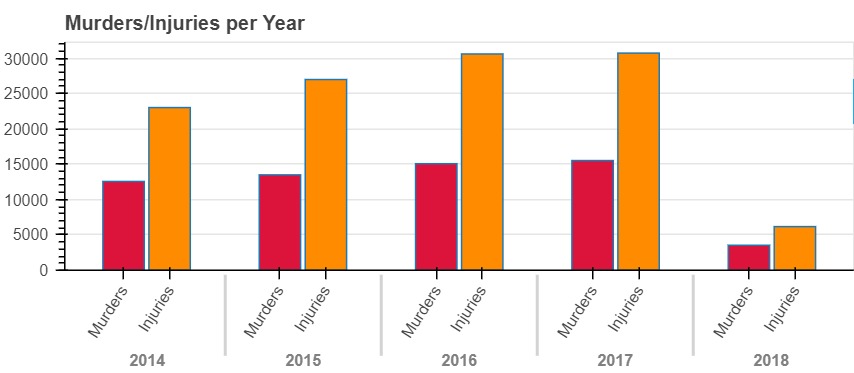 Murders/Injuries per Year
30000
25000
20000
15000
10000
5000
0
Murders Injuries Murders Injuries Murders Injuries Murders Injuries Murders Injuries
2014 2015 2016 2017 2018